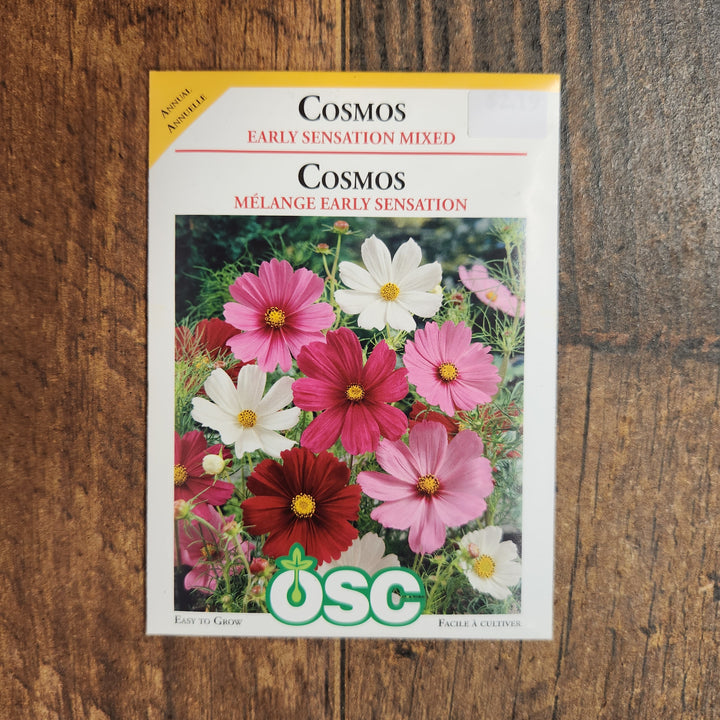 ANNUAL
ANNUELLE
COSMOS
EARLY SENSATION MIXED
COSMOS
MÉLANGE EARLY SENSATION
OSC
EASY TO GROW
FACILE À CULTIVER